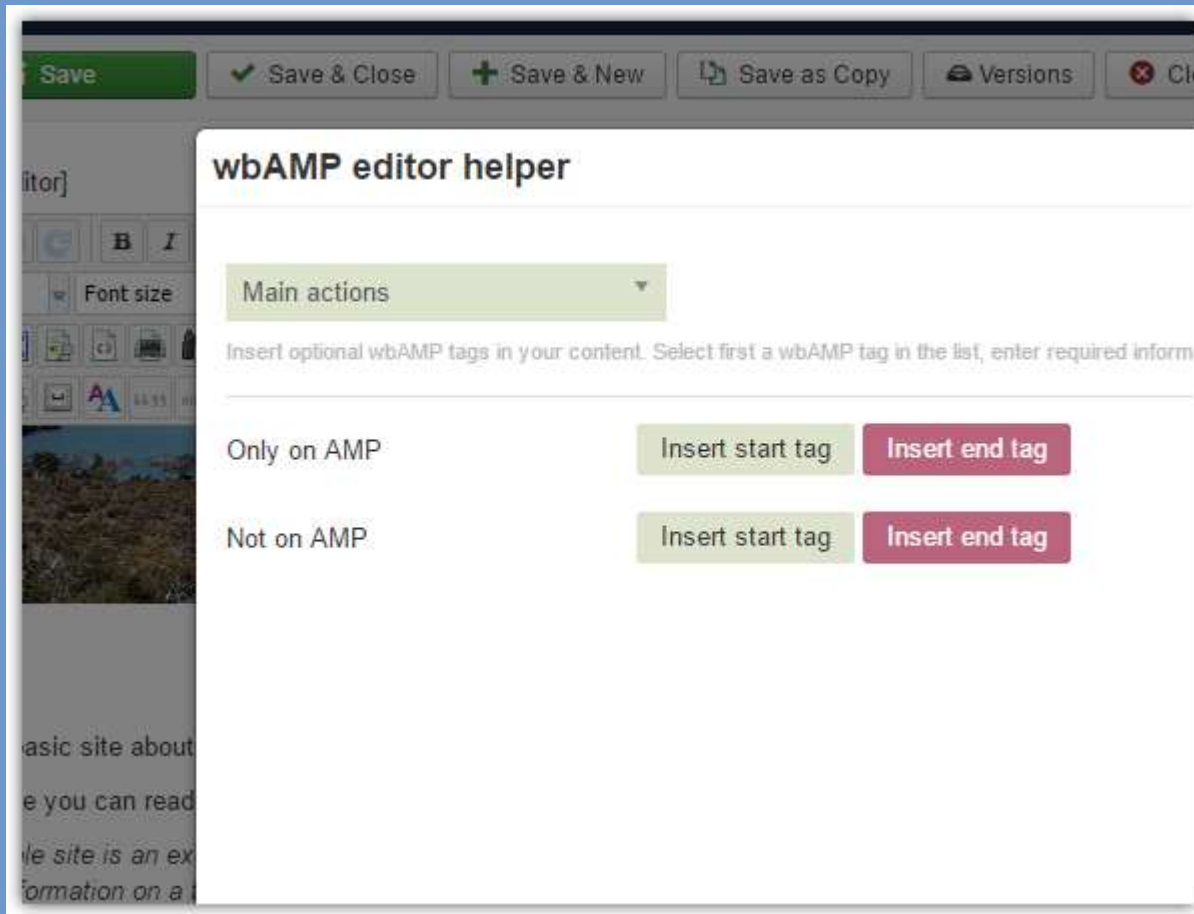 Save
Save & Close
Save & New
Save as Copy
Versions
wbAMP editor helper
itor]
B I
Font size
Main actions
Insert optional wbAMP tags in your content. Select first a wbAMP tag in the list, enter required inform
Only on AMP Insert start tag Insert end tag
Not on AMP Insert start tag Insert end tag
asic site about
e you can read
le site is an ex
formation on a